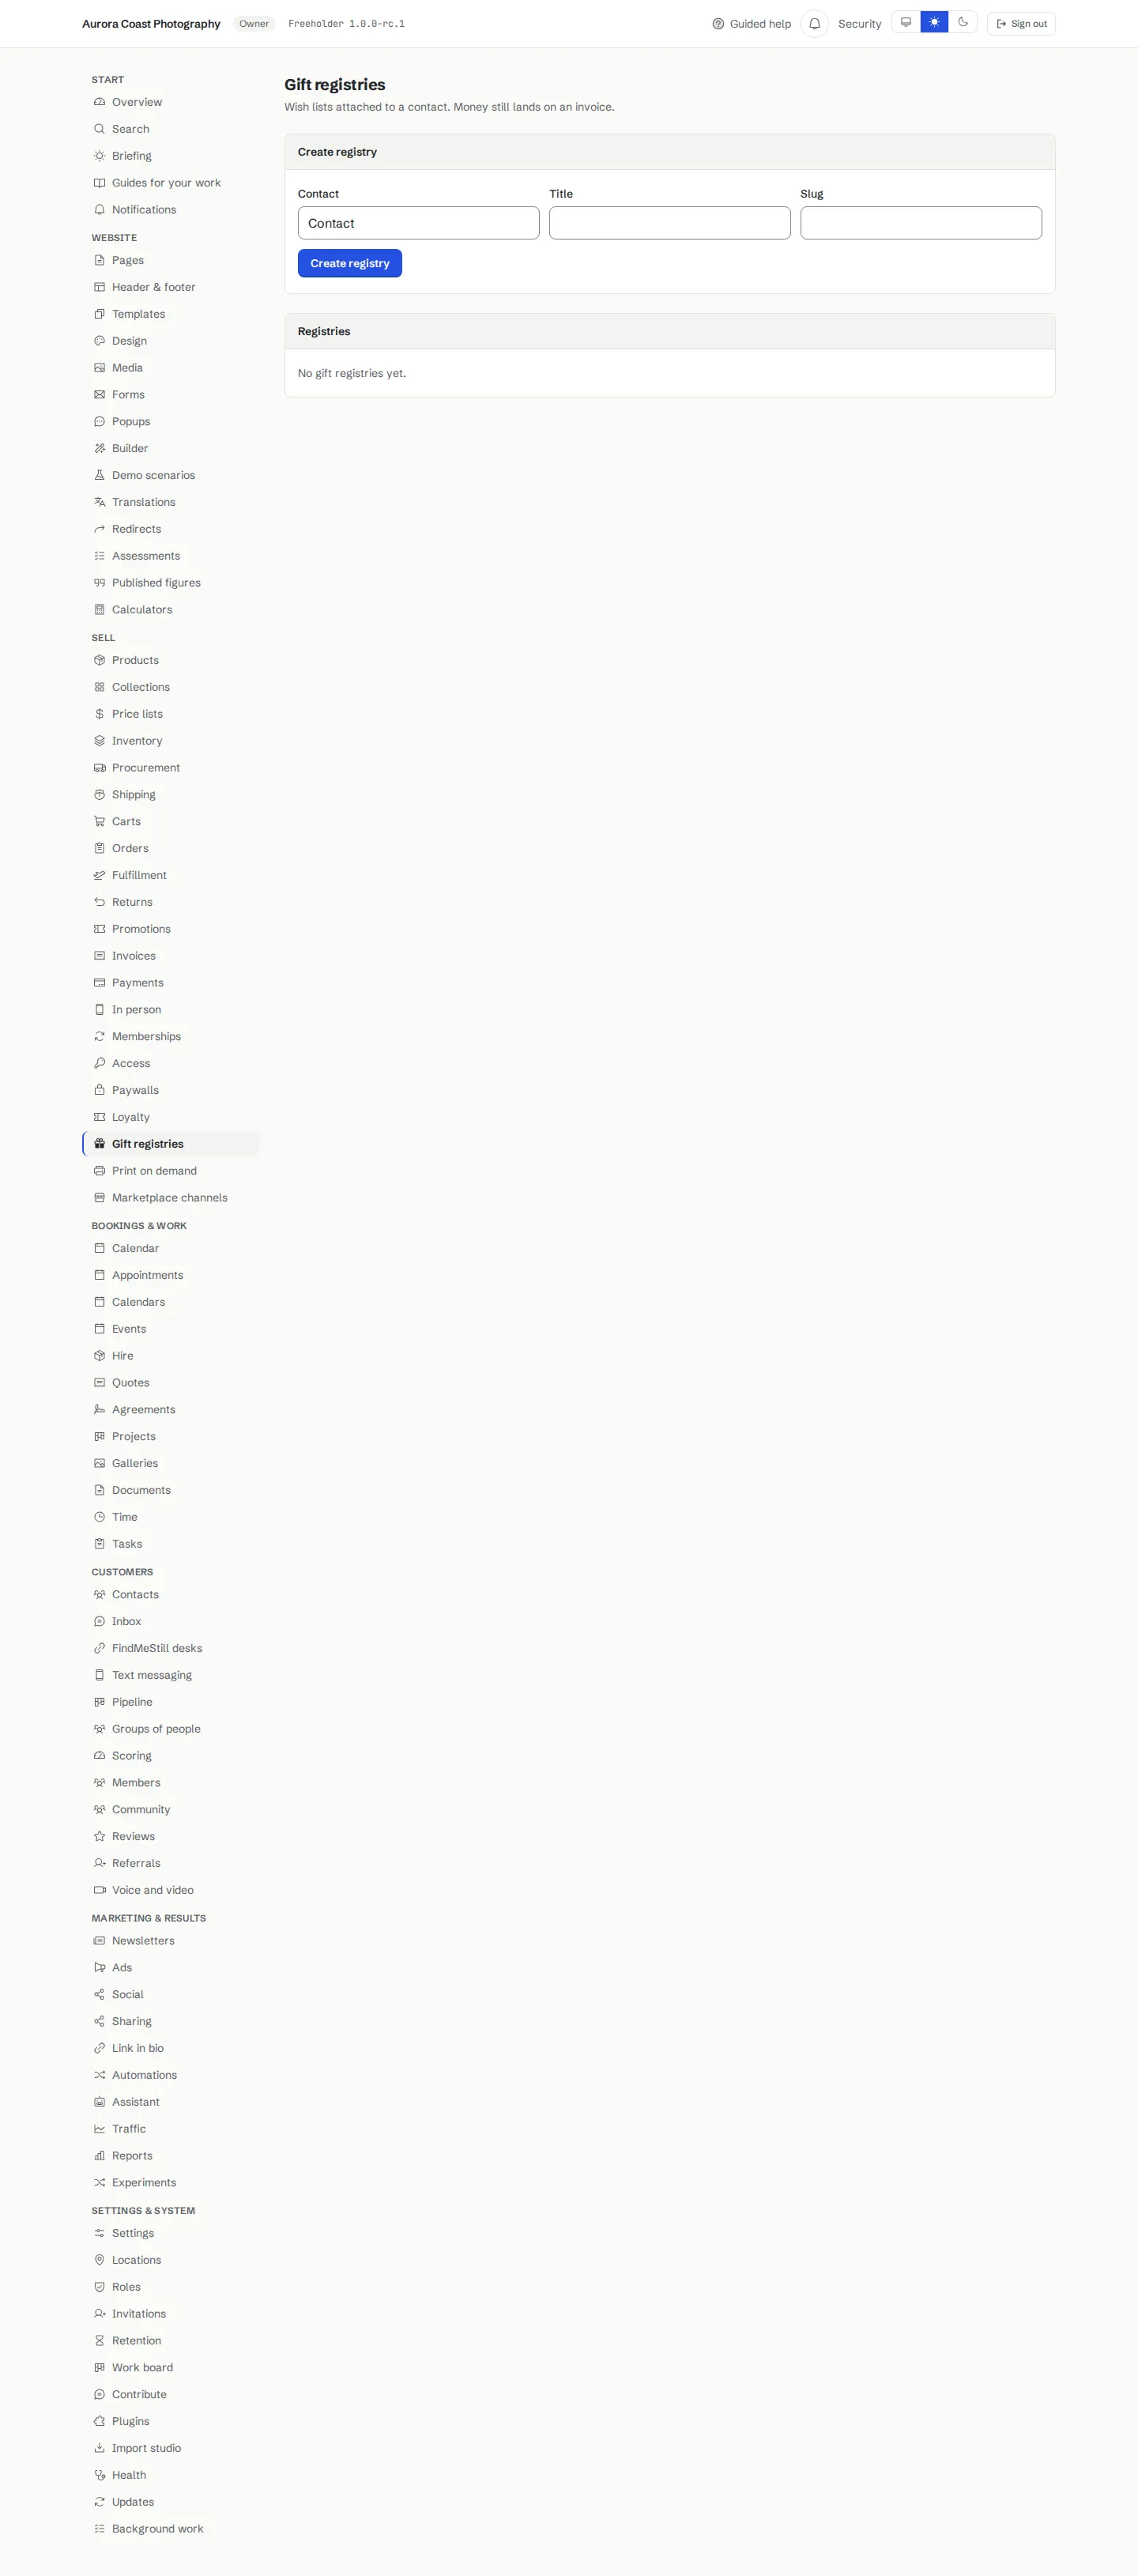 Aurora Coast Photography Owner Freeholder 1.0.0-rc.1 Guided help Security Sign out
START
Overview
Search
Briefing
Guides for your work
Notifications
WEBSITE
Pages
Header & footer
Templates
Design
Media
Forms
Popups
Builder
Demo scenarios
Translations
Redirects
Assessments
Published figures
Calculators
SELL
Products
Collections
Price lists
Inventory
Procurement
Shipping
Carts
Orders
Fulfillment
Returns
Promotions
Invoices
Payments
In person
Memberships
Access
Paywalls
Loyalty
Gift registries
Print on demand
Marketplace channels
BOOKINGS & WORK
Calendar
Appointments
Calendars
Events
Hire
Quotes
Agreements
Projects
Galleries
Documents
Time
Tasks
CUSTOMERS
Contacts
Inbox
FindMeStill desks
Text messaging
Pipeline
Groups of people
Scoring
Members
Community
Reviews
Referrals
Voice and video
MARKETING & RESULTS
Newsletters
Ads
Social
Sharing
Link in bio
Automations
Assistant
Traffic
Reports
Experiments
SETTINGS & SYSTEM
Settings
Locations
Roles
Invitations
Retention
Work board
Contribute
Plugins
Import studio
Health
Updates
Background work
Gift registries
Wish lists attached to a contact. Money still lands on an invoice.
Create registry
Contact Title Slug
Contact
Create registry
Registries
No gift registries yet.